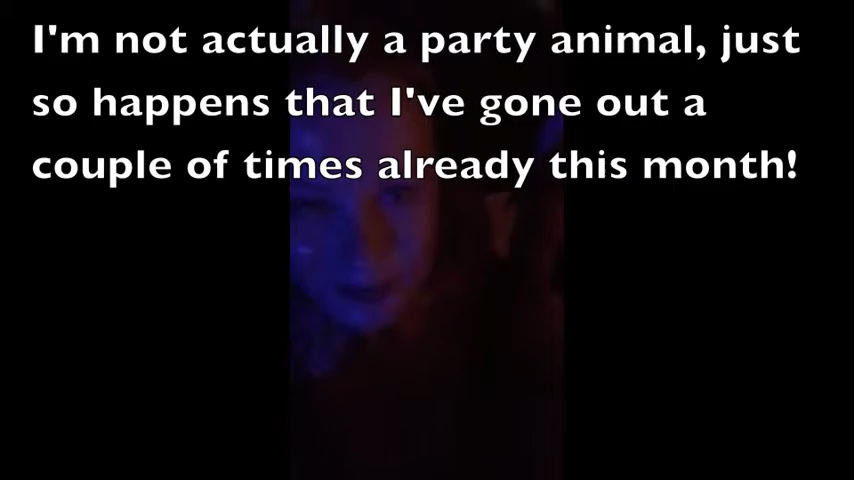 I'm not actually a party animal, just
so happens that I've gone out a
couple of times already this month!